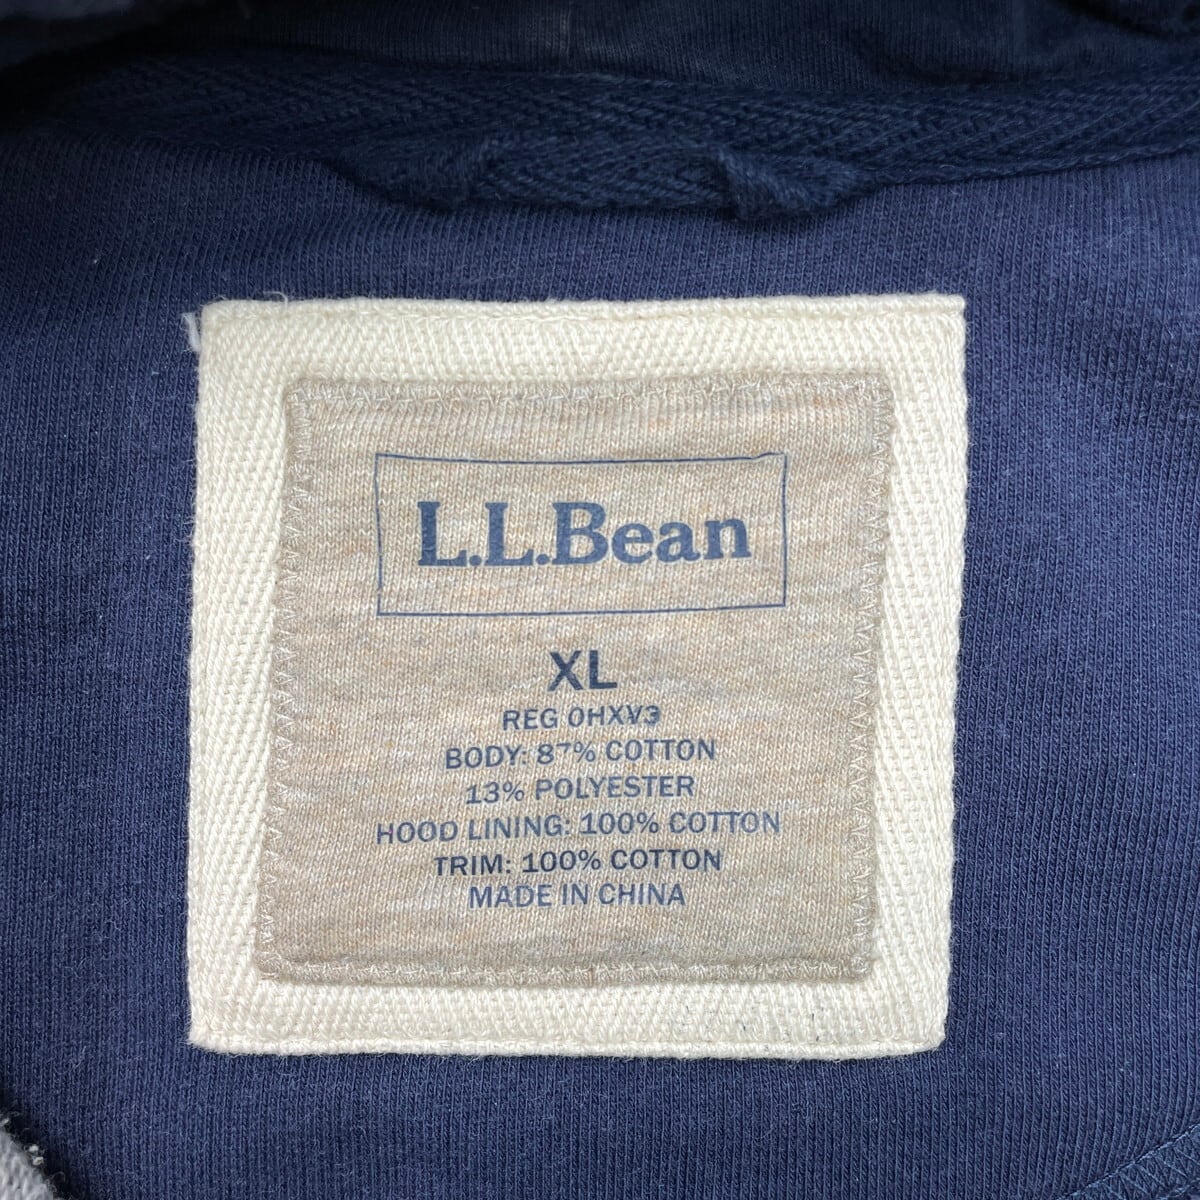 L.L.Bean
XL
REG 0HXV3
BODY: 87% COTTON
13% POLYESTER
HOOD LINING: 100% COTTON
TRIM: 100% COTTON
MADE IN CHINA